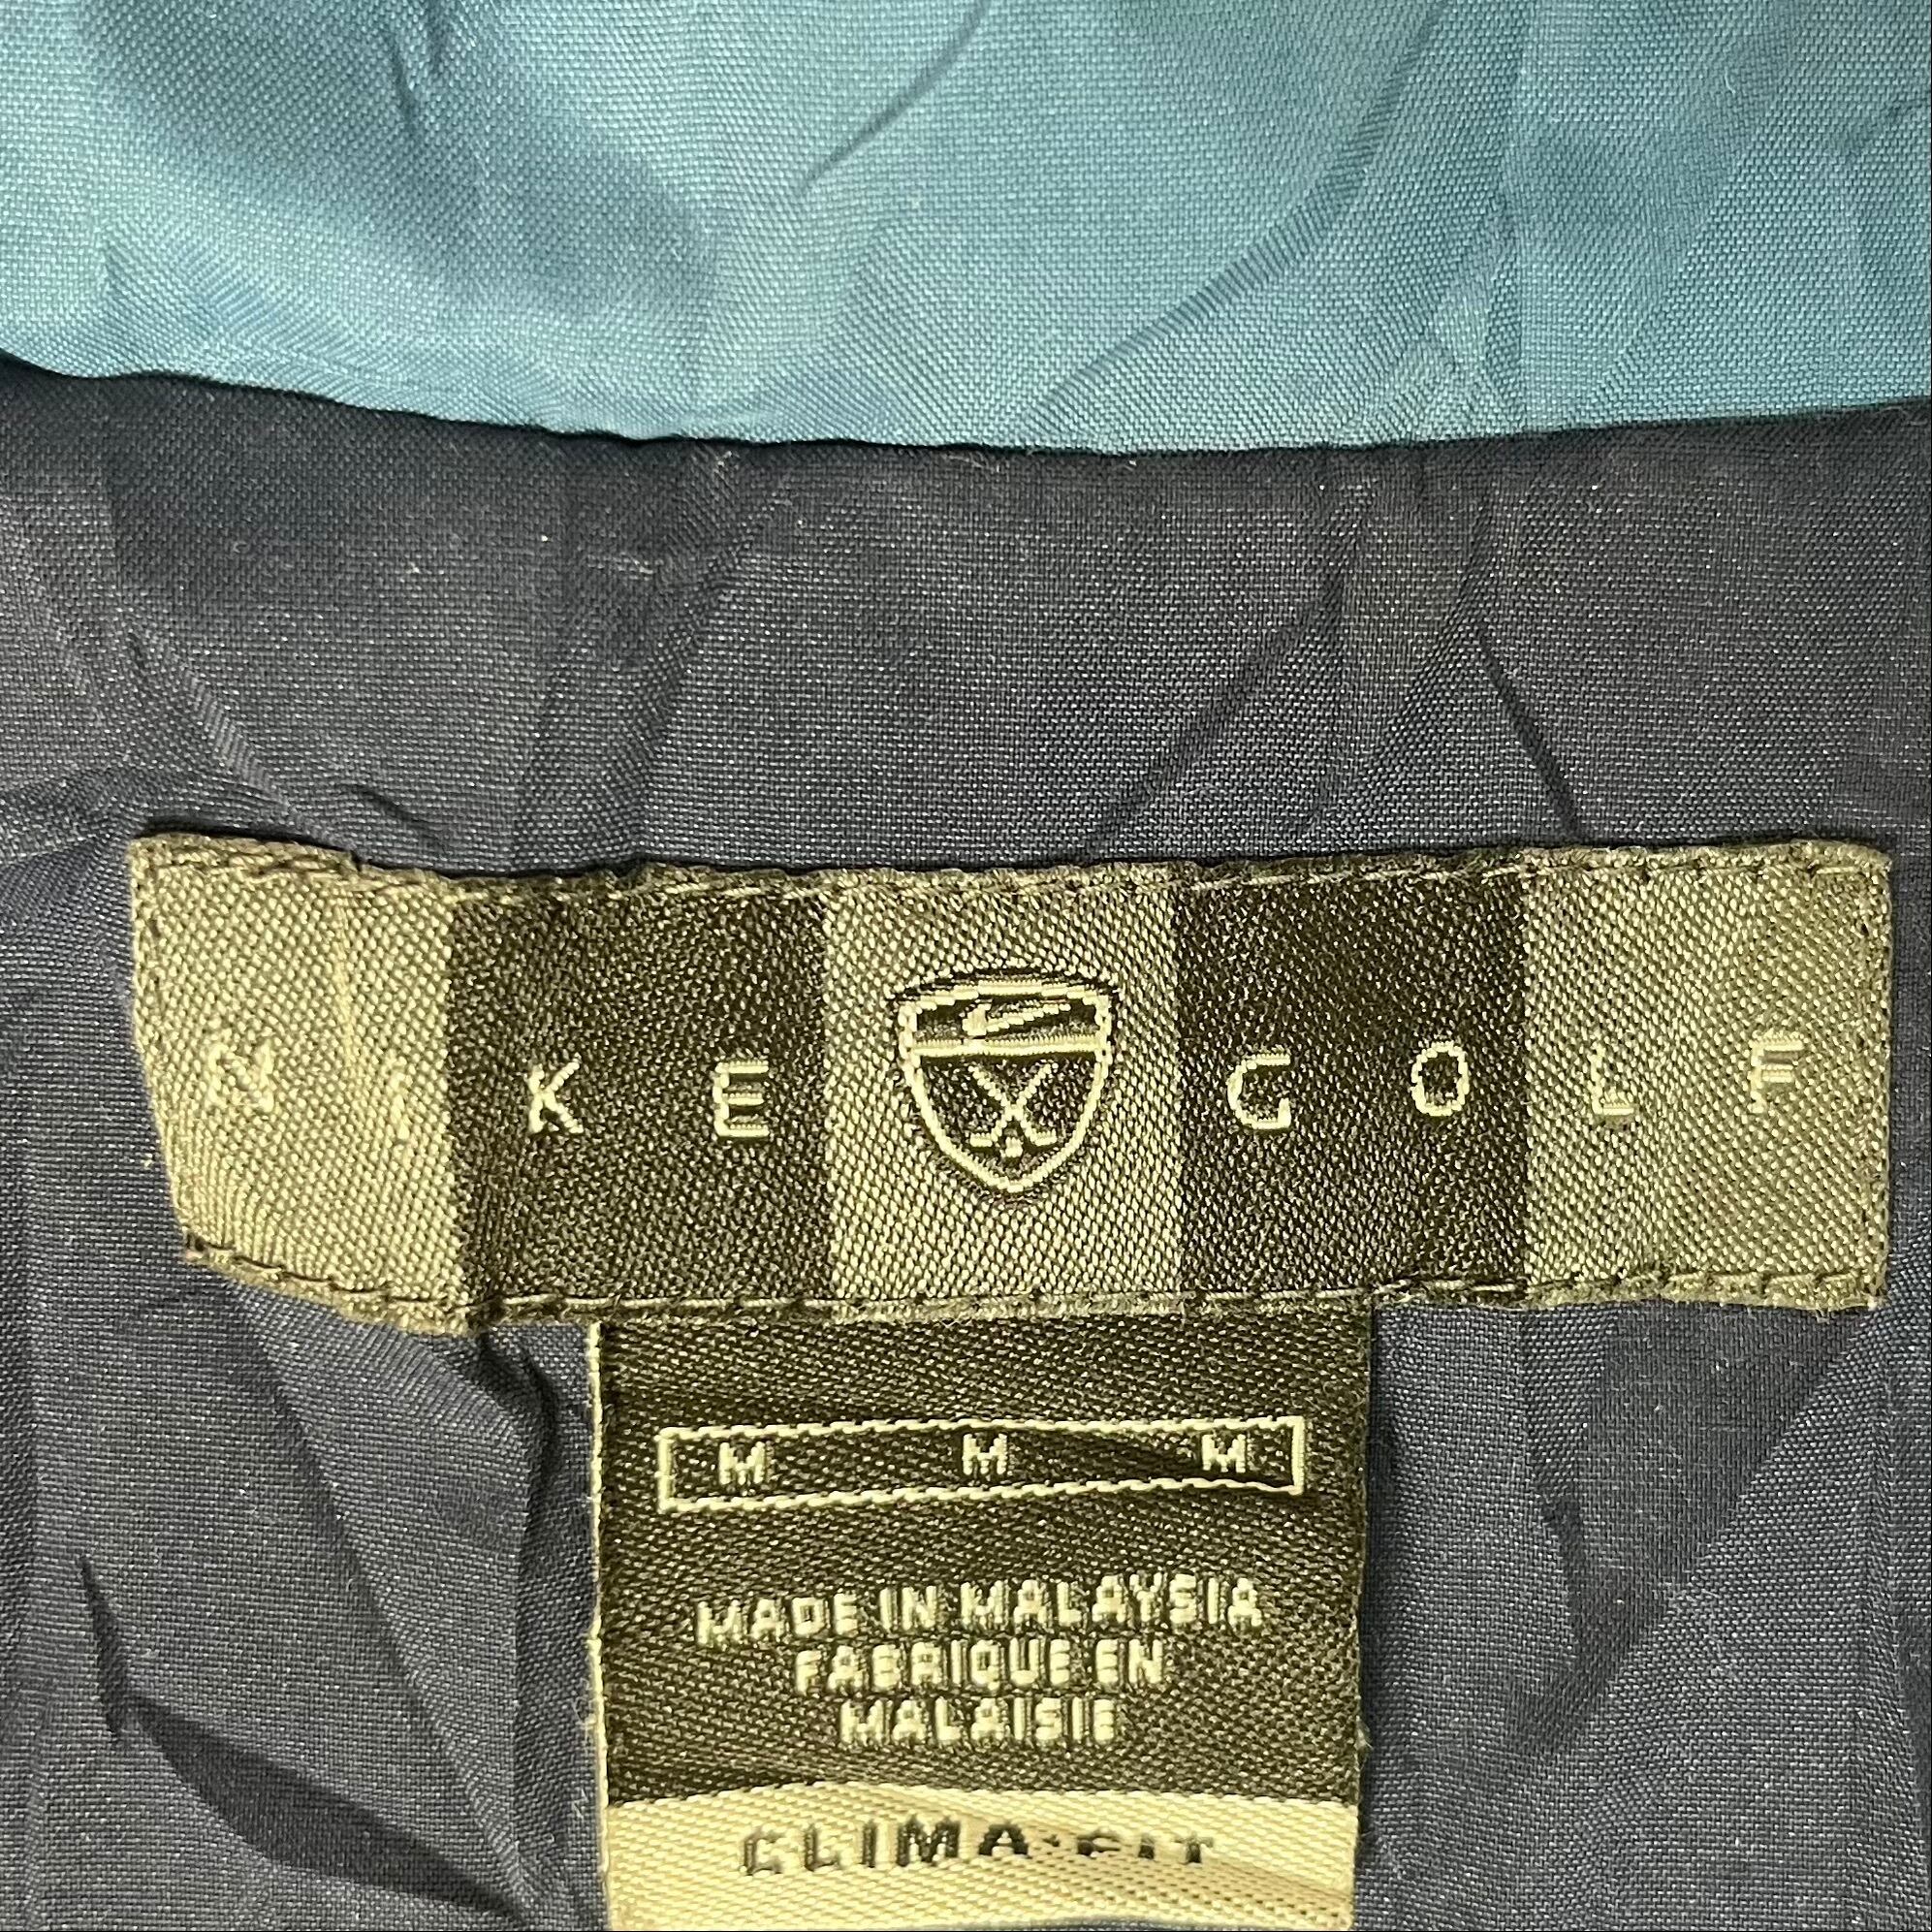 NIKE GOLF
M M M
MADE IN MALAYSIA
FABRIQUE EN
MALAISIE
CLIMA·FIT